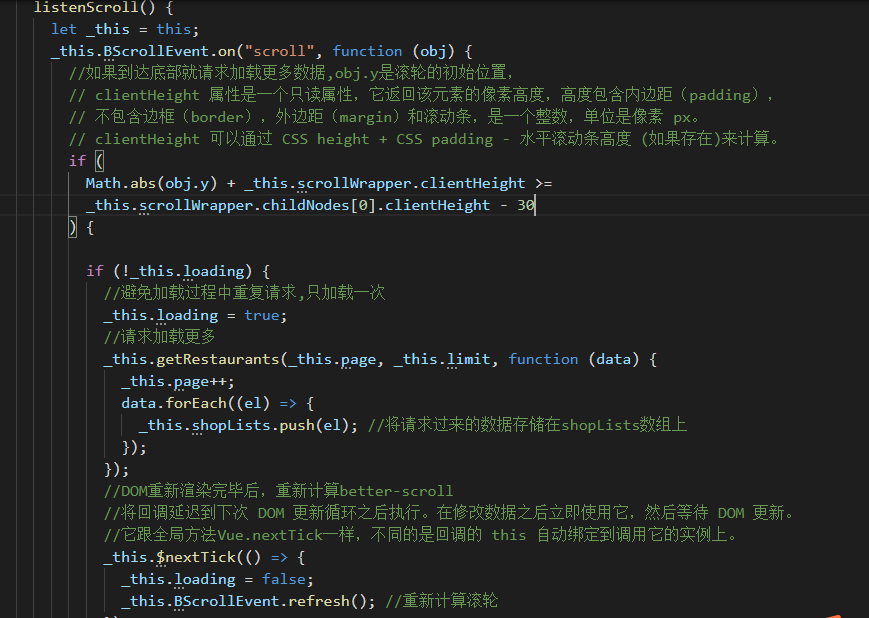 listenScroll() {
let _this = this;
_this.BScrollEvent.on("scroll", function (obj) {
//如果到达底部就请求加载更多数据,obj.y是滚轮的初始位置,
// clientHeight 属性是一个只读属性，它返回该元素的像素高度，高度包含内边距（padding），
// 不包含边框（border），外边距（margin）和滚动条，是一个整数，单位是像素 px。
// clientHeight 可以通过 CSS height + CSS padding - 水平滚动条高度 (如果存在)来计算。
if (
Math.abs(obj.y) + _this.scrollWrapper.clientHeight >=
_this.scrollWrapper.childNodes[0].clientHeight - 30
) {
if (!_this.loading) {
//避免加载过程中重复请求,只加载一次
_this.loading = true;
//请求加载更多
_this.getRestaurants(_this.page, _this.limit, function (data) {
_this.page++;
data.forEach((el) => {
_this.shopLists.push(el); //将请求过来的数据存储在shopLists数组上
});
});
//DOM重新渲染完毕后，重新计算better-scroll
//将回调延迟到下次 DOM 更新循环之后执行。在修改数据之后立即使用它，然后等待 DOM 更新。
//它跟全局方法Vue.nextTick一样，不同的是回调的 this 自动绑定到调用它的实例上。
_this.$nextTick(() => {
_this.loading = false;
_this.BScrollEvent.refresh(); //重新计算滚轮